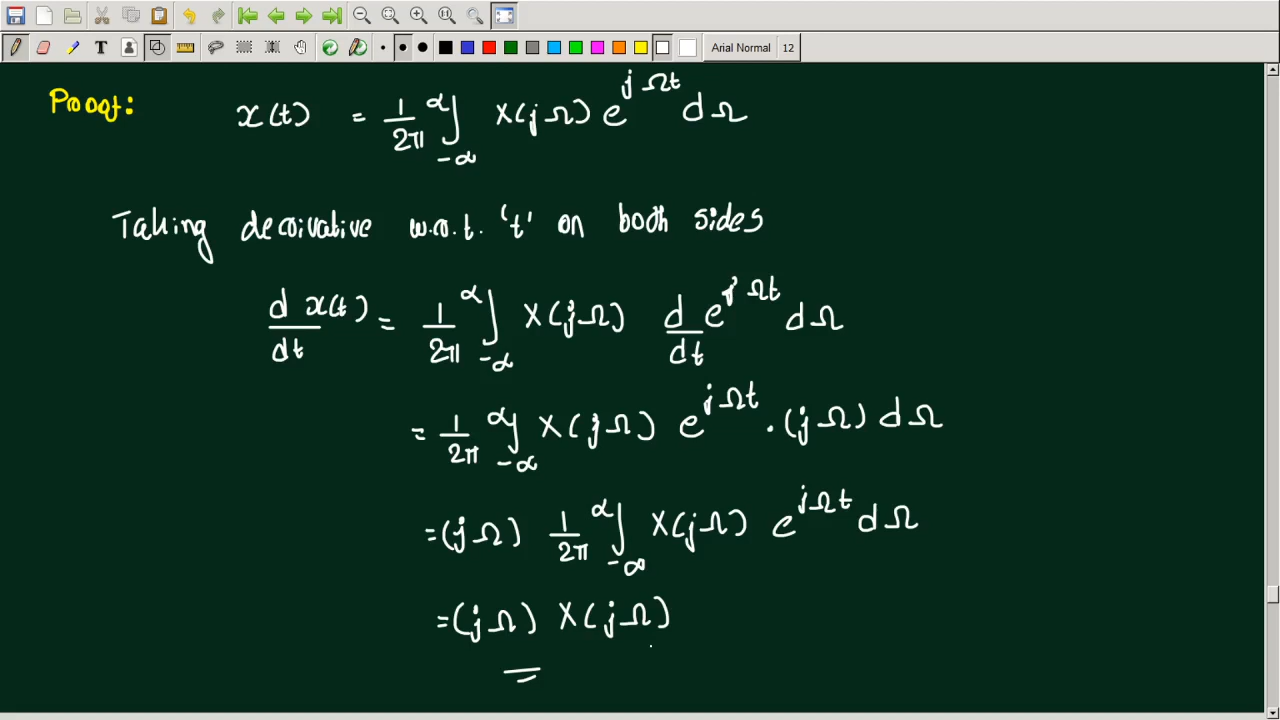 Arial Normal 12
Proof: x(t) = 1/2π ∫_{-α}^{α} X(jΩ) e^{jΩt} dΩ
Taking derivative w.r.t. 't' on both sides
d x(t)/dt = 1/2π ∫_{-α}^{α} X(jΩ) d/dt e^{jΩt} dΩ
= 1/2π ∫_{-α}^{α} X(jΩ) e^{jΩt} · (jΩ) dΩ
= (jΩ) 1/2π ∫_{-∞}^{α} X(jΩ) e^{jΩt} dΩ
= (jΩ) X(jΩ)